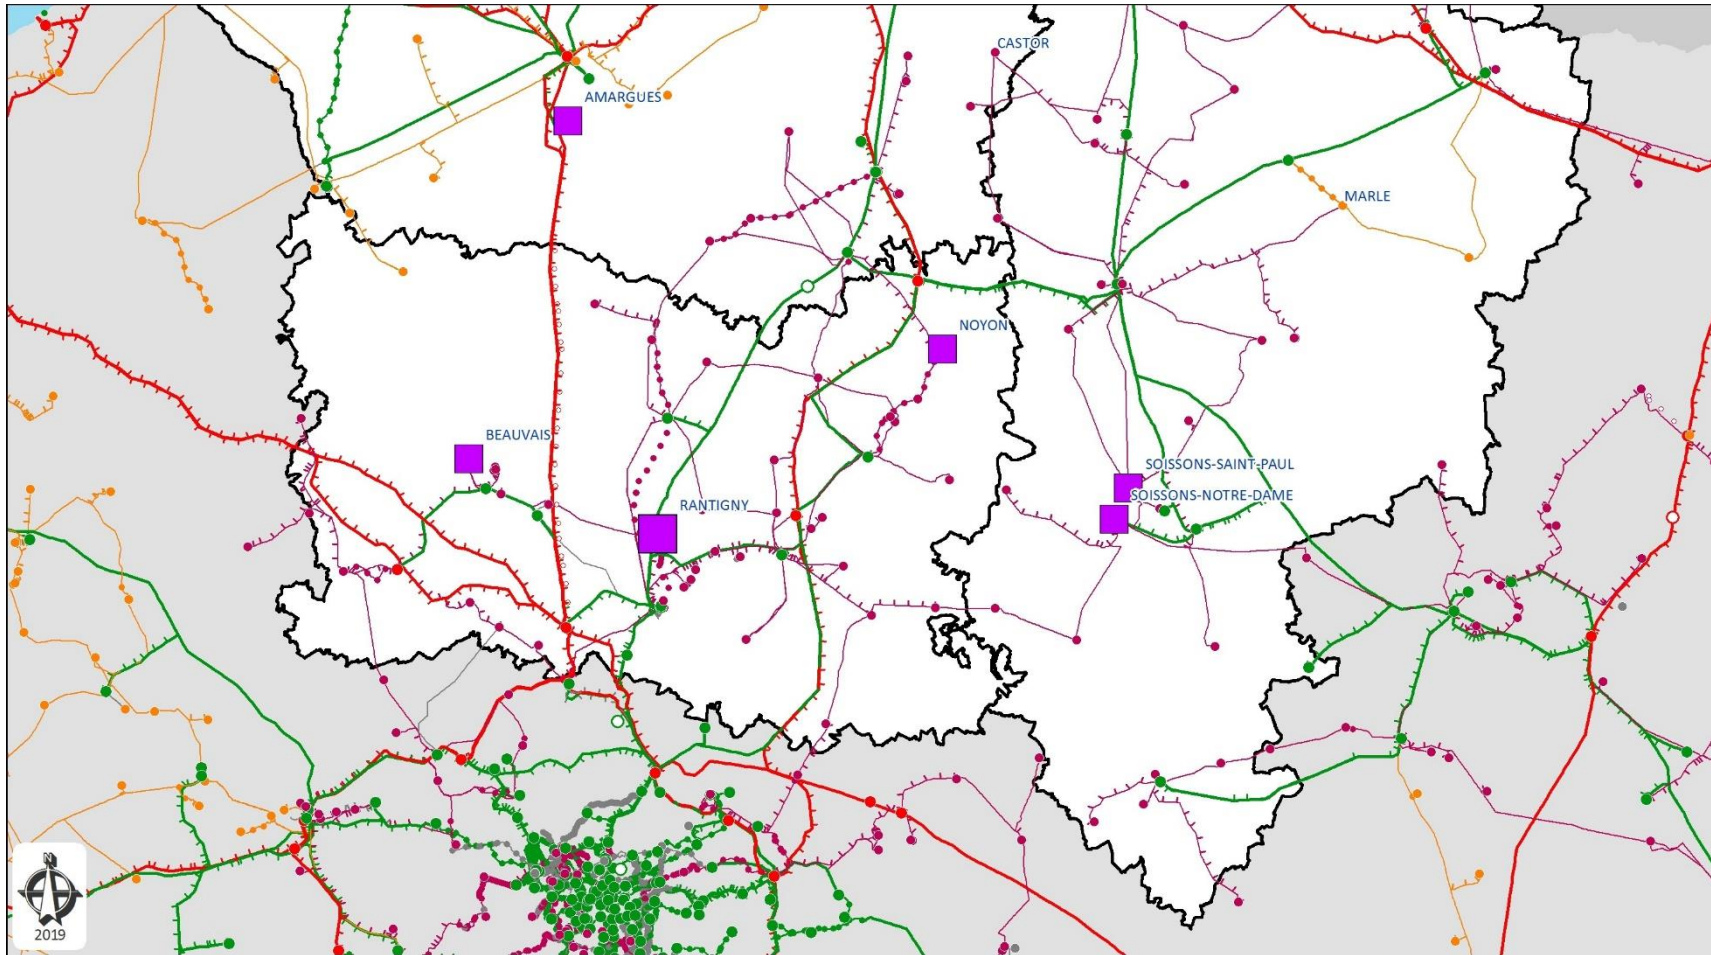 CASTOR
AMARGUES
MARLE
NOYON
BEAUVAIS
SOISSONS-SAINT-PAUL
SOISSONS-NOTRE-DAME
RANTIGNY
N
2019